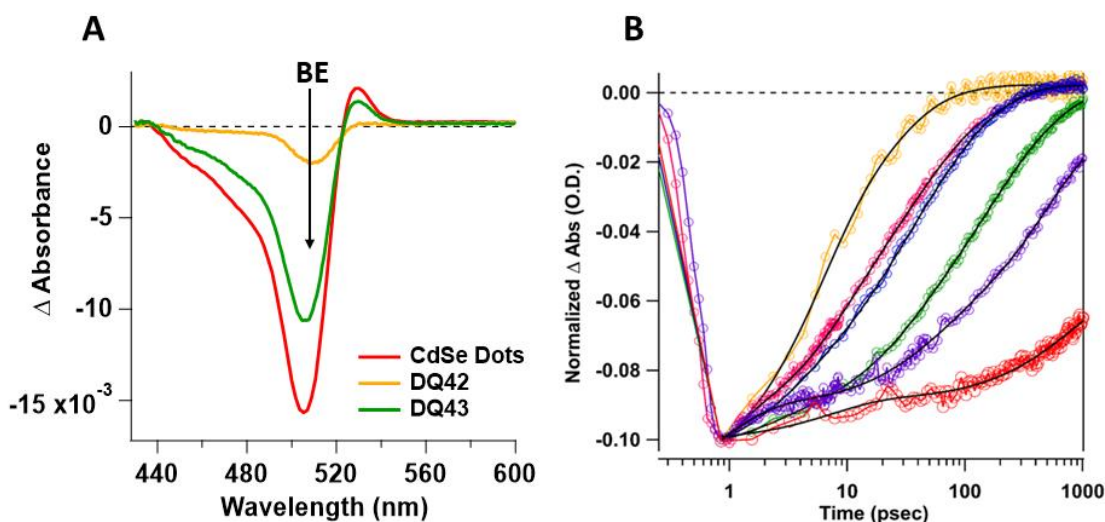 A
BE
0
-5
-10
-15 x10⁻³
Δ Absorbance
CdSe Dots
DQ42
DQ43
440 480 520 560 600
Wavelength (nm)
B
0.00
-0.02
-0.04
-0.06
-0.08
-0.10
Normalized Δ Abs (O.D.)
1 10 100 1000
Time (psec)